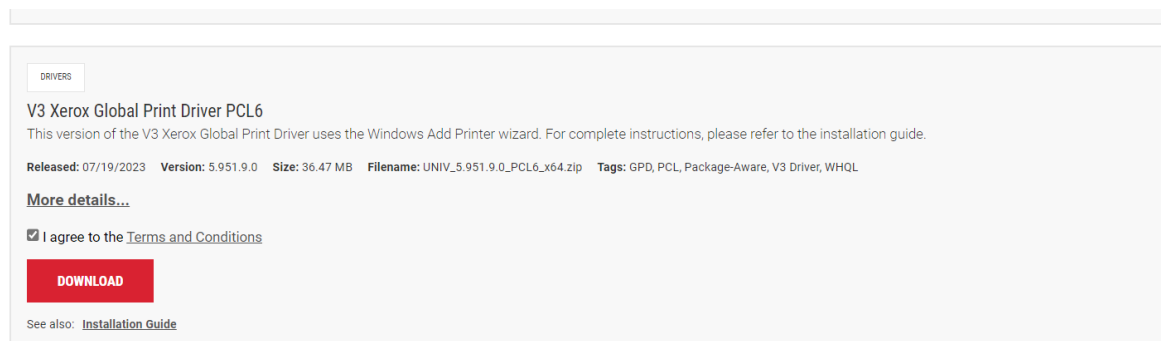 DRIVERS
V3 Xerox Global Print Driver PCL6
This version of the V3 Xerox Global Print Driver uses the Windows Add Printer wizard. For complete instructions, please refer to the installation guide.
Released: 07/19/2023 Version: 5.951.9.0 Size: 36.47 MB Filename: UNIV_5.951.9.0_PCL6_x64.zip Tags: GPD, PCL, Package-Aware, V3 Driver, WHQL
More details...
I agree to the Terms and Conditions
DOWNLOAD
See also: Installation Guide